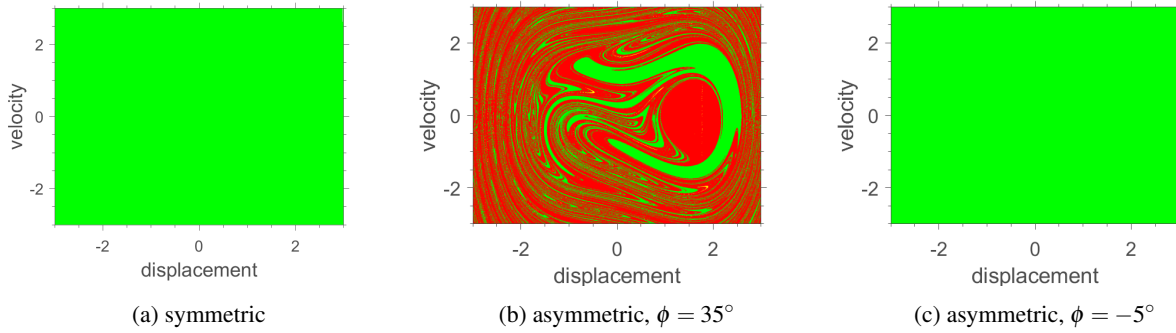 2
0
-2
velocity
-2
0
2
displacement
(a) symmetric
2
0
-2
velocity
-2
0
2
displacement
(b) asymmetric, ϕ = 35°
2
0
-2
velocity
-2
0
2
displacement
(c) asymmetric, ϕ = −5°